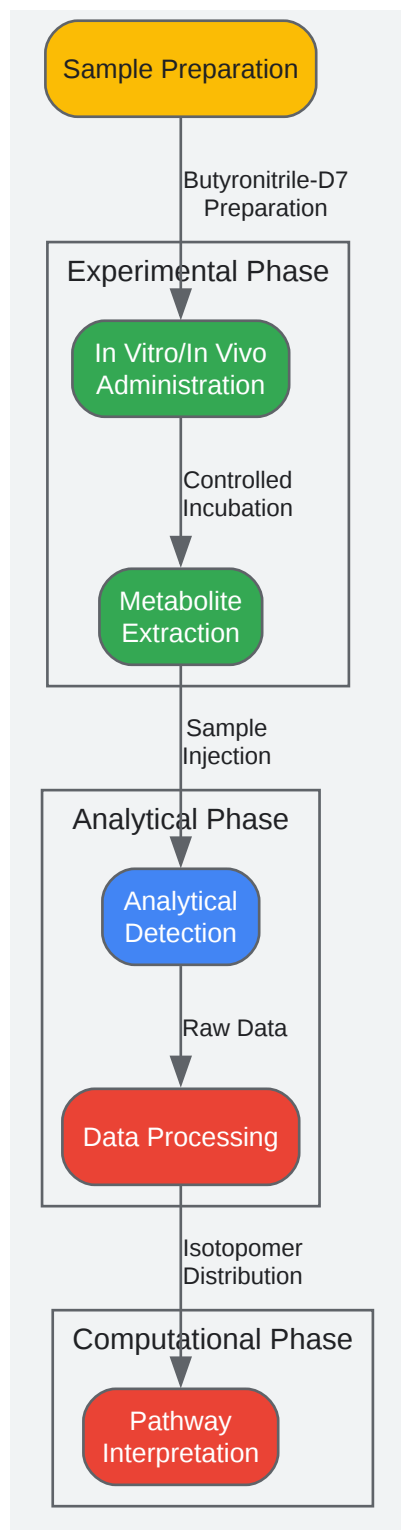 Sample Preparation
Butyronitrile-D7
Preparation
Experimental Phase
In Vitro/In Vivo
Administration
Controlled
Incubation
Metabolite
Extraction
Sample
Injection
Analytical Phase
Analytical
Detection
Raw Data
Data Processing
Isotopomer
Distribution
Computational Phase
Pathway
Interpretation